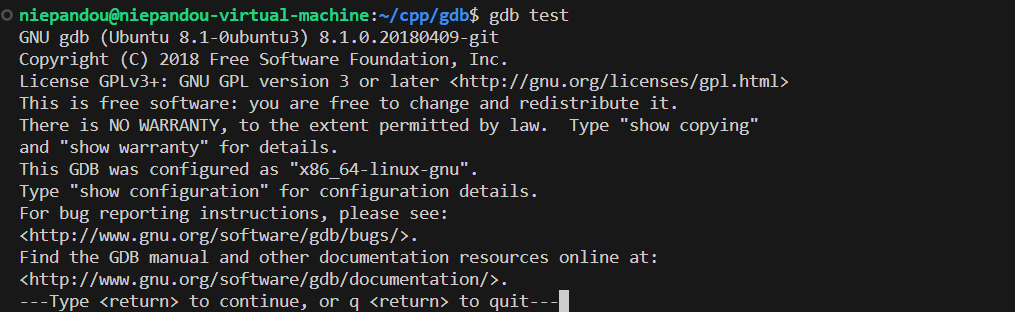 niepandou@niepandou-virtual-machine:~/cpp/gdb$ gdb test
GNU gdb (Ubuntu 8.1-0ubuntu3) 8.1.0.20180409-git
Copyright (C) 2018 Free Software Foundation, Inc.
License GPLv3+: GNU GPL version 3 or later <http://gnu.org/licenses/gpl.html>
This is free software: you are free to change and redistribute it.
There is NO WARRANTY, to the extent permitted by law.  Type "show copying"
and "show warranty" for details.
This GDB was configured as "x86_64-linux-gnu".
Type "show configuration" for configuration details.
For bug reporting instructions, please see:
<http://www.gnu.org/software/gdb/bugs/>.
Find the GDB manual and other documentation resources online at:
<http://www.gnu.org/software/gdb/documentation/>.
---Type <return> to continue, or q <return> to quit---